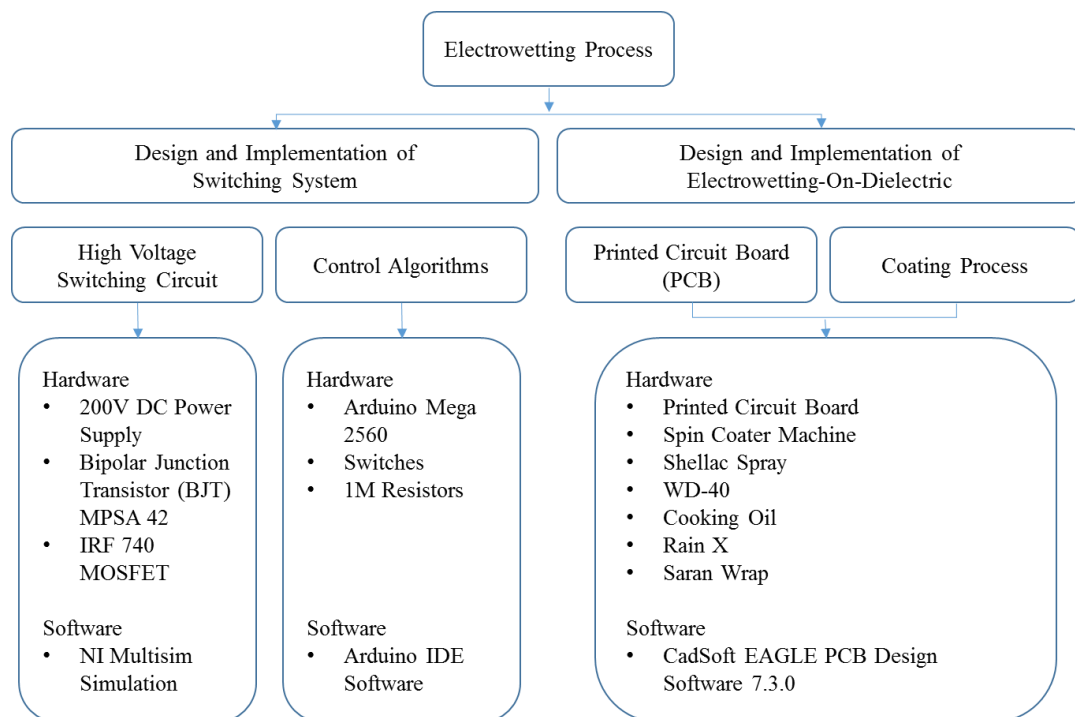 Electrowetting Process
Design and Implementation of
Switching System
Design and Implementation of
Electrowetting-On-Dielectric
High Voltage
Switching Circuit
Control Algorithms
Printed Circuit Board
(PCB)
Coating Process
Hardware
• 200V DC Power
Supply
• Bipolar Junction
Transistor (BJT)
MPSA 42
• IRF 740
MOSFET
Software
• NI Multisim
Simulation
Hardware
• Arduino Mega
2560
• Switches
• 1M Resistors
Software
• Arduino IDE
Software
Hardware
• Printed Circuit Board
• Spin Coater Machine
• Shellac Spray
• WD-40
• Cooking Oil
• Rain X
• Saran Wrap
Software
• CadSoft EAGLE PCB Design
Software 7.3.0